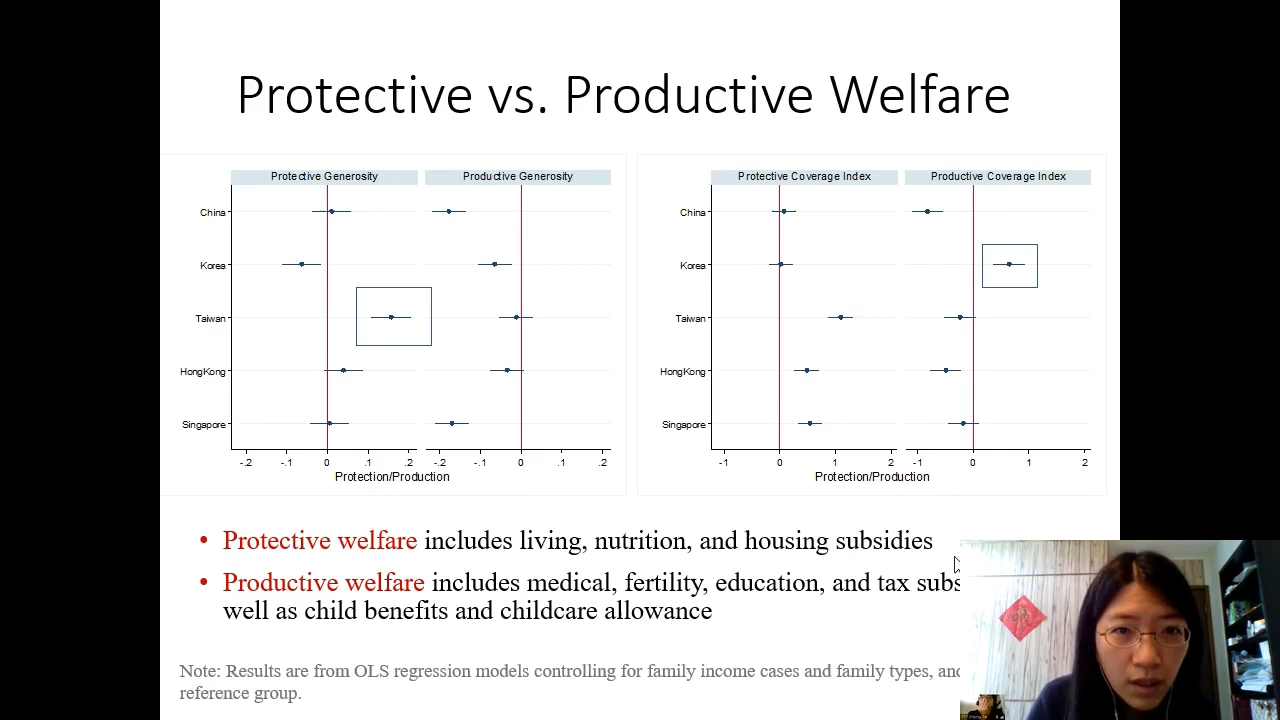 Protective vs. Productive Welfare
Protective Generosity
Productive Generosity
China
Korea
Taiwan
HongKong
Singapore
-.2 -.1 0 .1 .2 -.2 -.1 0 .1 .2
Protection/Production
Protective Coverage Index
Productive Coverage Index
China
Korea
Taiwan
HongKong
Singapore
-1 0 1 2 -1 0 1 2
Protection/Production
• Protective welfare includes living, nutrition, and housing subsidies
• Productive welfare includes medical, fertility, education, and tax subs
well as child benefits and childcare allowance
Note: Results are from OLS regression models controlling for family income cases and family types, and
reference group.